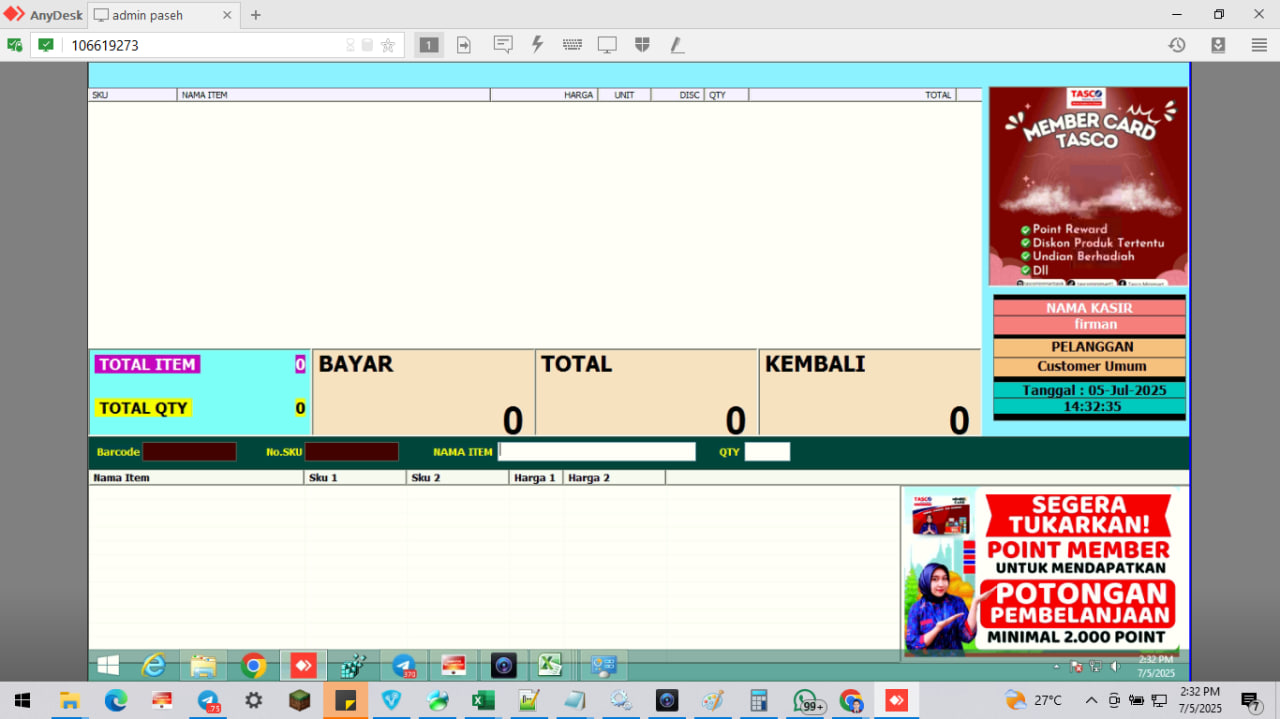 AnyDesk
admin paseh
106619273
1
SKU NAMA ITEM HARGA UNIT DISC QTY TOTAL
TASCO
MEMBER CARD
TASCO
Point Reward
Diskon Produk Tertentu
Undian Berhadiah
Dll
NAMA KASIR
firman
PELANGGAN
Customer Umum
Tanggal : 05-Jul-2025
14:32:35
TOTAL ITEM 0
TOTAL QTY 0
BAYAR
0
TOTAL
0
KEMBALI
0
Barcode No.SKU NAMA ITEM QTY
Nama Item Sku 1 Sku 2 Harga 1 Harga 2
TASCO
SEGERA
TUKARKAN!
POINT MEMBER
UNTUK MENDAPATKAN
POTONGAN
PEMBELANJAAN
MINIMAL 2.000 POINT
370
2:32 PM
7/5/2025
73
99+
27°C
2:32 PM
7/5/2025
7